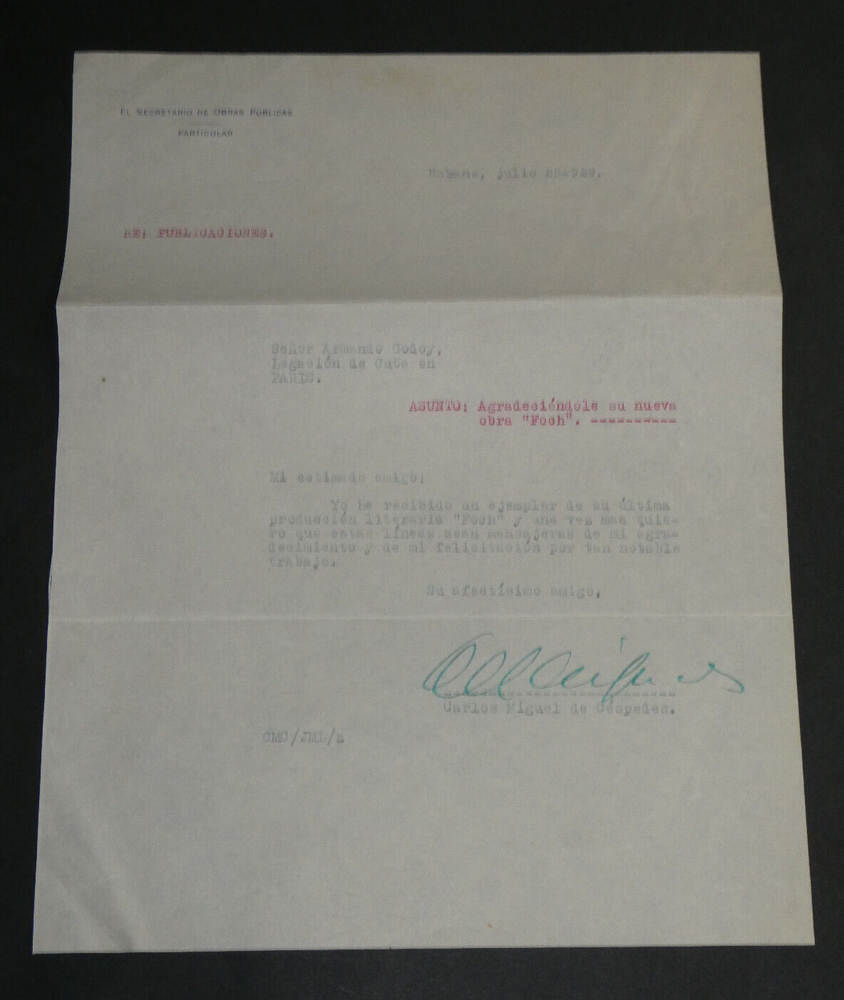 EL SECRETARIO DE OBRAS PÚBLICAS
PARTICULAR
Habana, julio 25-929.
RE: PUBLICACIONES.
Señor Armando Godoy,
Legación de Cuba en
PARIS.
ASUNTO: Agradeciéndole su nueva
obra "Foch". ----------
Mi estimado amigo:
Yo he recibido un ejemplar de su última
producción literaria "Foch" y una vez mas quie-
ro que estas líneas sean mensajeras de mi agra-
decimiento y de mi felicitación por tan notable
trabajo.
Su afectísimo amigo,
Carlos Miguel de Céspedes.
CMC/JML/a